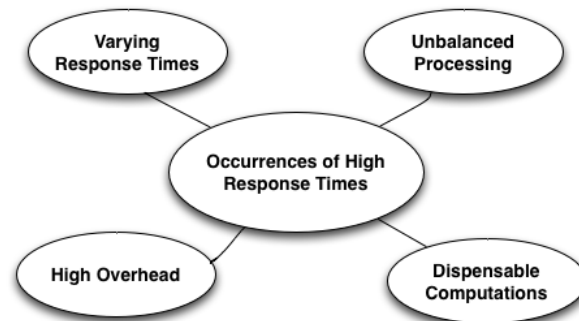 Varying
Response Times
Unbalanced
Processing
Occurrences of High
Response Times
High Overhead
Dispensable
Computations